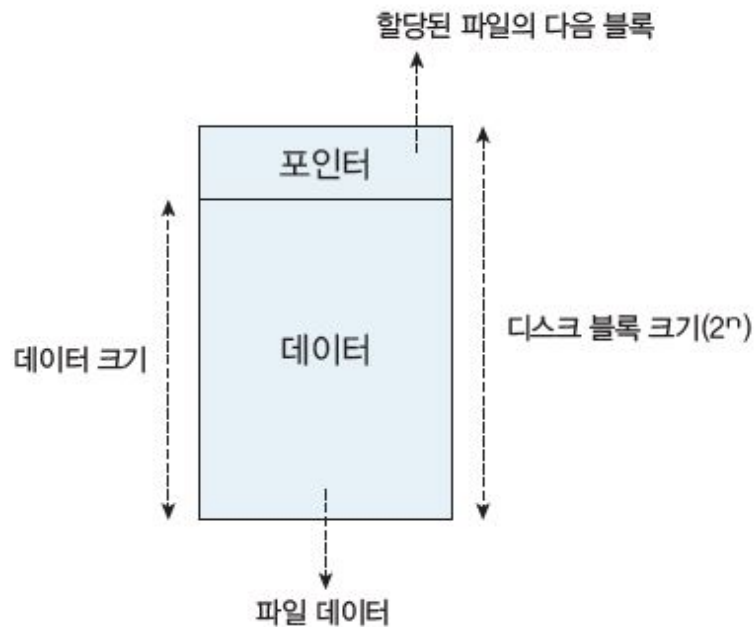 할당된 파일의 다음 블록
포인터
데이터
데이터 크기
디스크 블록 크기(2ⁿ)
파일 데이터